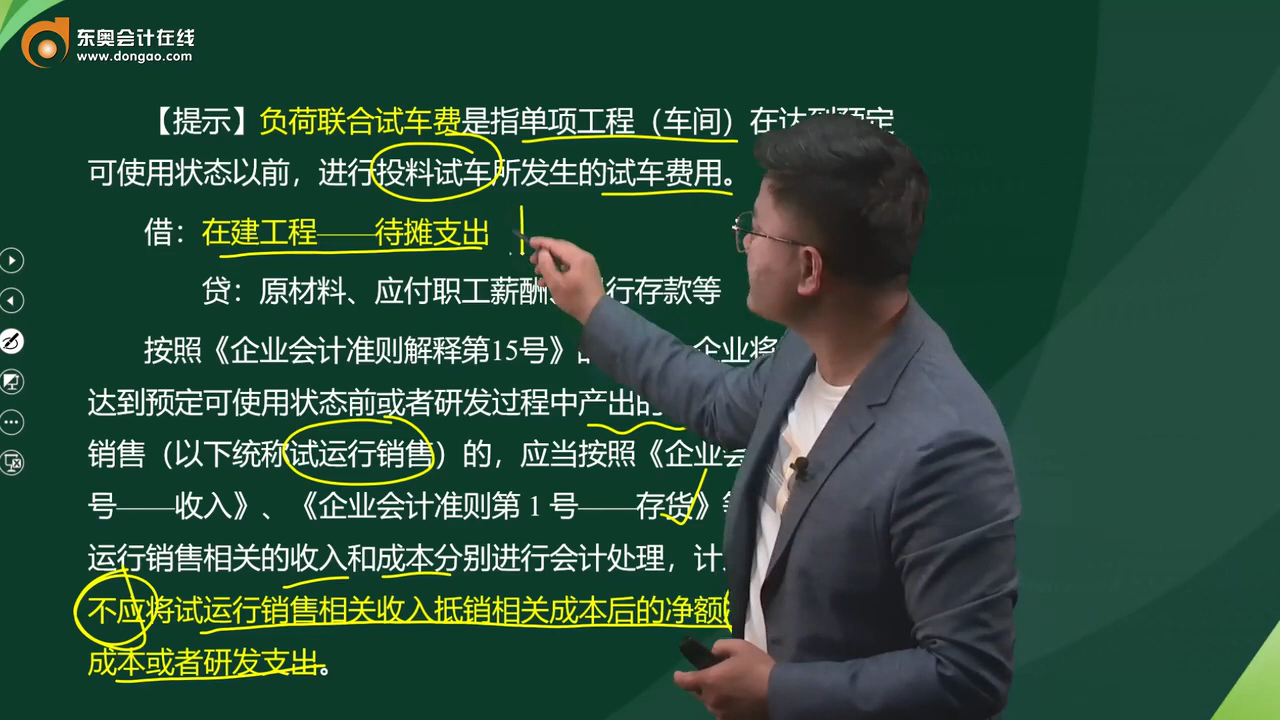 东奥会计在线
www.dongao.com
【提示】负荷联合试车费是指单项工程（车间）在达到预定
可使用状态以前，进行投料试车所发生的试车费用。
借：在建工程——待摊支出
贷：原材料、应付职工薪酬、银行存款等
按照《企业会计准则解释第15号》的 企业将
达到预定可使用状态前或者研发过程中产出的
销售（以下统称试运行销售）的，应当按照《企业会
号——收入》、《企业会计准则第 1 号——存货》
运行销售相关的收入和成本分别进行会计处理，计
不应将试运行销售相关收入抵销相关成本后的净额
成本或者研发支出。